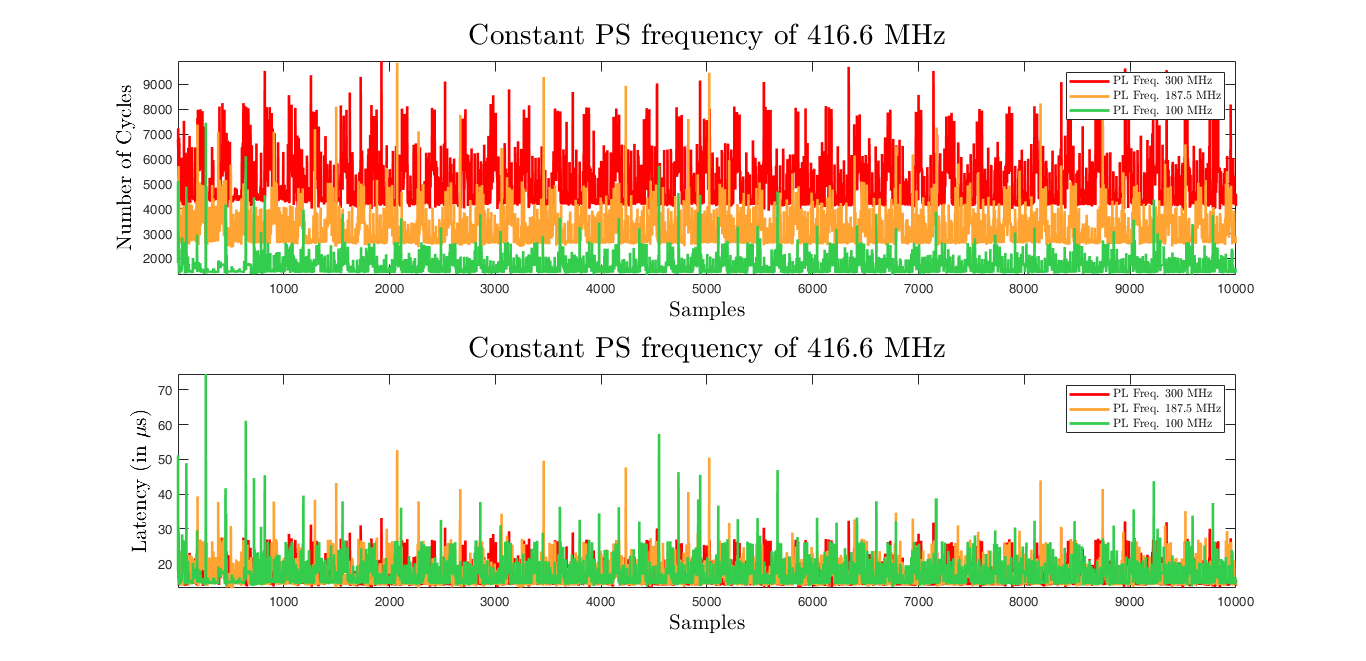 Constant PS frequency of 416.6 MHz
Number of Cycles
9000
8000
7000
6000
5000
4000
3000
2000
PL Freq. 300 MHz
PL Freq. 187.5 MHz
PL Freq. 100 MHz
1000 2000 3000 4000 5000 6000 7000 8000 9000 10000
Samples
Constant PS frequency of 416.6 MHz
Latency (in μs)
70
60
50
40
30
20
PL Freq. 300 MHz
PL Freq. 187.5 MHz
PL Freq. 100 MHz
1000 2000 3000 4000 5000 6000 7000 8000 9000 10000
Samples